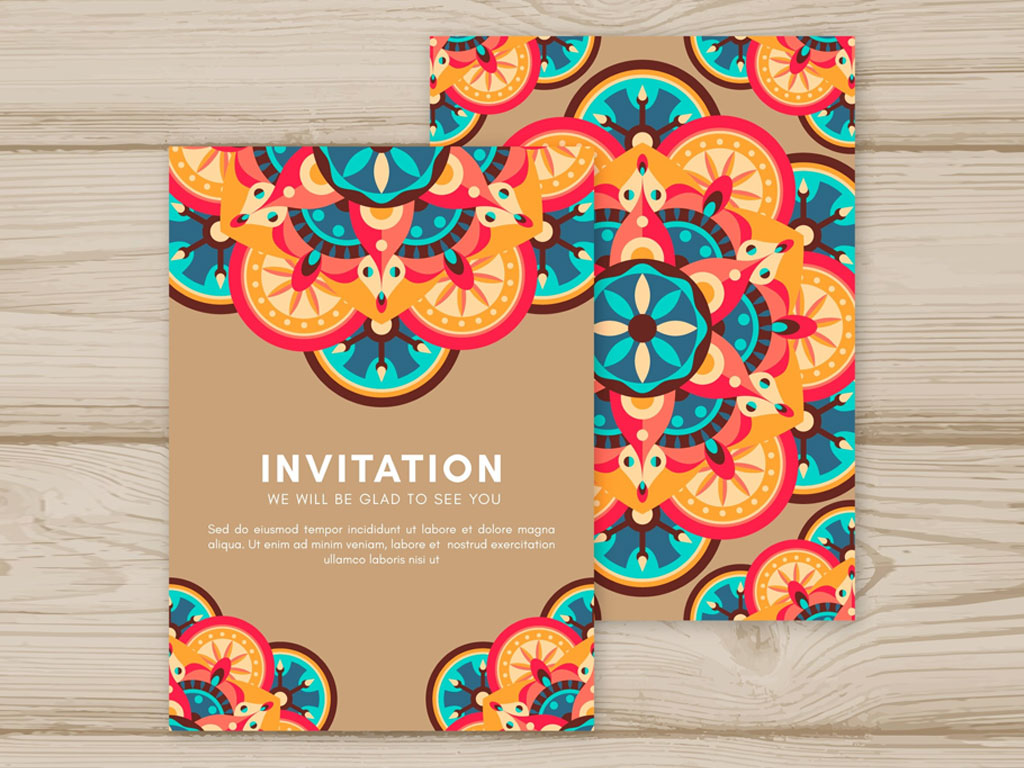 INVITATION
WE WILL BE GLAD TO SEE YOU
Sed do eiusmod tempor incididunt ut labore et dolore magna
aliqua. Ut enim ad minim veniam, labore et nostrud exercitation
ullamco laboris nisi ut